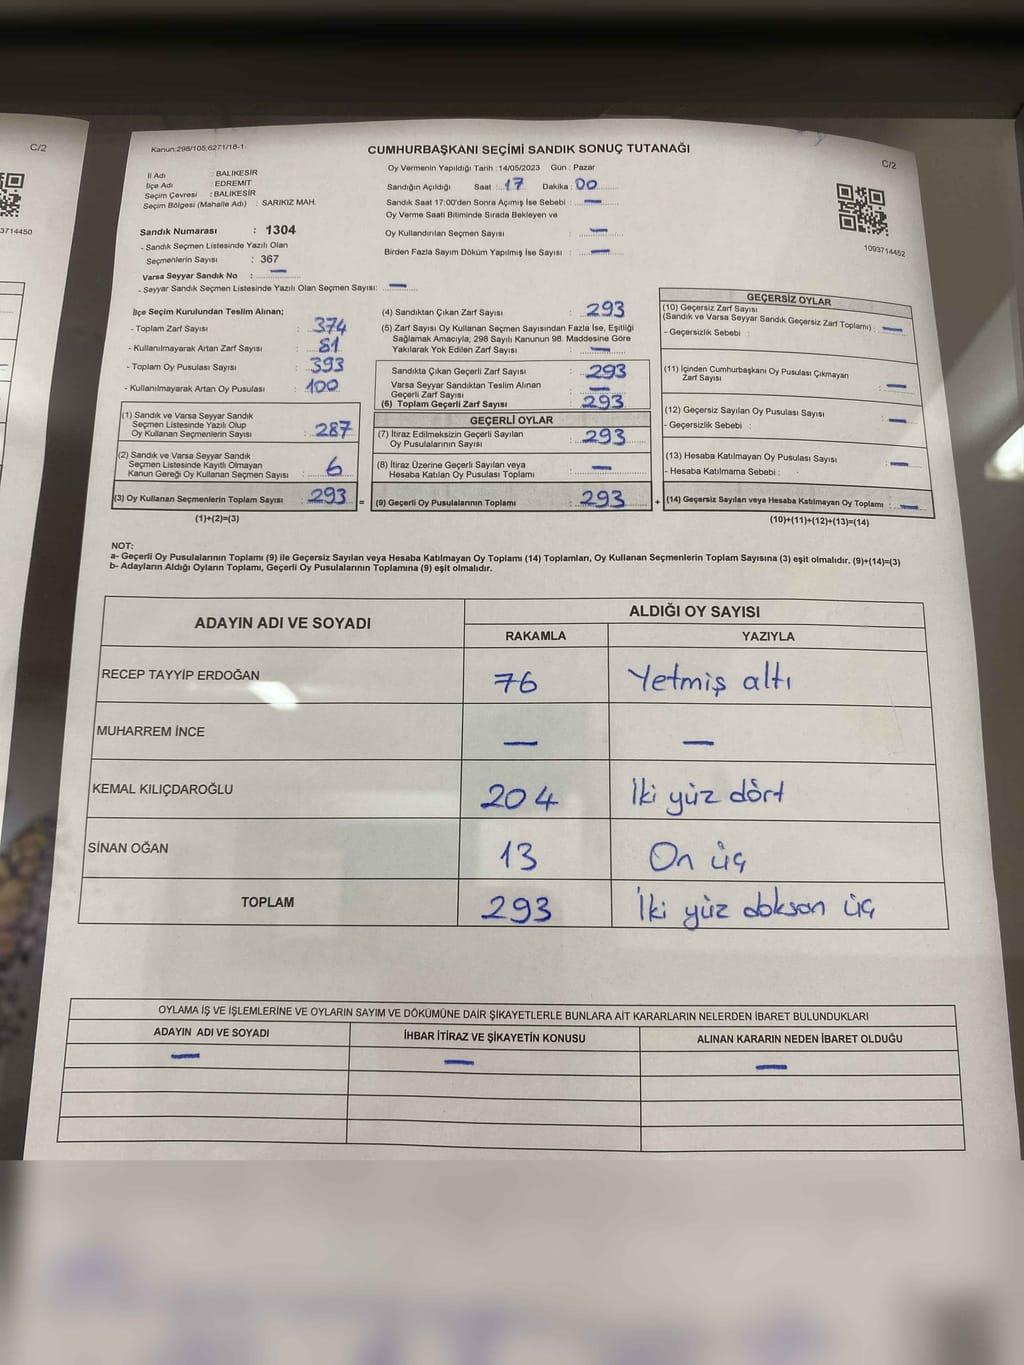 C/2
3714450
Kanun:298/105;6271/18-1
CUMHURBAŞKANI SEÇİMİ SANDIK SONUÇ TUTANAĞI
C/2
1093714452
İl Adı : BALIKESİR
İlçe Adı : EDREMIT
Seçim Çevresi : BALIKESİR
Seçim Bölgesi (Mahalle Adı) : SARIKIZ MAH.
Sandık Numarası : 1304
- Sandık Seçmen Listesinde Yazılı Olan
Seçmenlerin Sayısı : 367
Varsa Seyyar Sandık No : —
- Seyyar Sandık Seçmen Listesinde Yazılı Olan Seçmen Sayısı: —
Oy Vermenin Yapıldığı Tarih : 14/05/2023 Gün : Pazar
Sandığın Açıldığı Saat : 17 Dakika : 00
Sandık Saat 17:00'den Sonra Açımış İse Sebebi : —
Oy Verme Saati Bitiminde Sırada Bekleyen ve
Oy Kullandırılan Seçmen Sayısı : —
Birden Fazla Sayım Döküm Yapılmış İse Sayısı : —
İlçe Seçim Kurulundan Teslim Alınan;
- Toplam Zarf Sayısı : 374
- Kullanılmayarak Artan Zarf Sayısı : 81
- Toplam Oy Pusulası Sayısı : 393
- Kullanılmayarak Artan Oy Pusulası : 100
(1) Sandık ve Varsa Seyyar Sandık
Seçmen Listesinde Yazılı Olup
Oy Kullanan Seçmenlerin Sayısı : 287
(2) Sandık ve Varsa Seyyar Sandık
Seçmen Listesinde Kayıtlı Olmayan
Kanun Gereği Oy Kullanan Seçmen Sayısı : 6
(3) Oy Kullanan Seçmenlerin Toplam Sayısı : 293 =
(1)+(2)=(3)
(4) Sandıktan Çıkan Zarf Sayısı : 293
(5) Zarf Sayısı Oy Kullanan Seçmen Sayısından Fazla İse, Eşitliği
Sağlamak Amacıyla; 298 Sayılı Kanunun 98. Maddesine Göre
Yakılarak Yok Edilen Zarf Sayısı : —
Sandıkta Çıkan Geçerli Zarf Sayısı : 293
Varsa Seyyar Sandıktan Teslim Alınan
Geçerli Zarf Sayısı : —
(6) Toplam Geçerli Zarf Sayısı : 293
GEÇERLİ OYLAR
(7) İtiraz Edilmeksizin Geçerli Sayılan
Oy Pusulalarının Sayısı : 293
(8) İtiraz Üzerine Geçerli Sayılan veya
Hesaba Katılan Oy Pusulası Toplamı : —
(9) Geçerli Oy Pusulalarının Toplamı : 293 +
GEÇERSİZ OYLAR
(10) Geçersiz Zarf Sayısı
(Sandık ve Varsa Seyyar Sandık Geçersiz Zarf Toplamı) : —
- Geçersizlik Sebebi :
(11) İçinden Cumhurbaşkanı Oy Pusulası Çıkmayan
Zarf Sayısı : —
(12) Geçersiz Sayılan Oy Pusulası Sayısı : —
- Geçersizlik Sebebi :
(13) Hesaba Katılmayan Oy Pusulası Sayısı : —
- Hesaba Katılmama Sebebi :
(14) Geçersiz Sayılan veya Hesaba Katılmayan Oy Toplamı : —
(10)+(11)+(12)+(13)=(14)
NOT:
a- Geçerli Oy Pusulalarının Toplamı (9) ile Geçersiz Sayılan veya Hesaba Katılmayan Oy Toplamı (14) Toplamları, Oy Kullanan Seçmenlerin Toplam Sayısına (3) eşit olmalıdır. (9)+(14)=(3)
b- Adayların Aldığı Oyların Toplamı, Geçerli Oy Pusulalarının Toplamına (9) eşit olmalıdır.
ADAYIN ADI VE SOYADI ALDIĞI OY SAYISI
RAKAMLA YAZIYLA
RECEP TAYYİP ERDOĞAN 76 Yetmiş altı
MUHARREM İNCE — —
KEMAL KILIÇDAROĞLU 204 İki yüz dört
SİNAN OĞAN 13 On üç
TOPLAM 293 İki yüz doksan üç
OYLAMA İŞ VE İŞLEMLERİNE VE OYLARIN SAYIM VE DÖKÜMÜNE DAİR ŞİKAYETLERLE BUNLARA AİT KARARLARIN NELERDEN İBARET BULUNDUKLARI
ADAYIN ADI VE SOYADI İHBAR İTİRAZ VE ŞİKAYETİN KONUSU ALINAN KARARIN NEDEN İBARET OLDUĞU
— — —